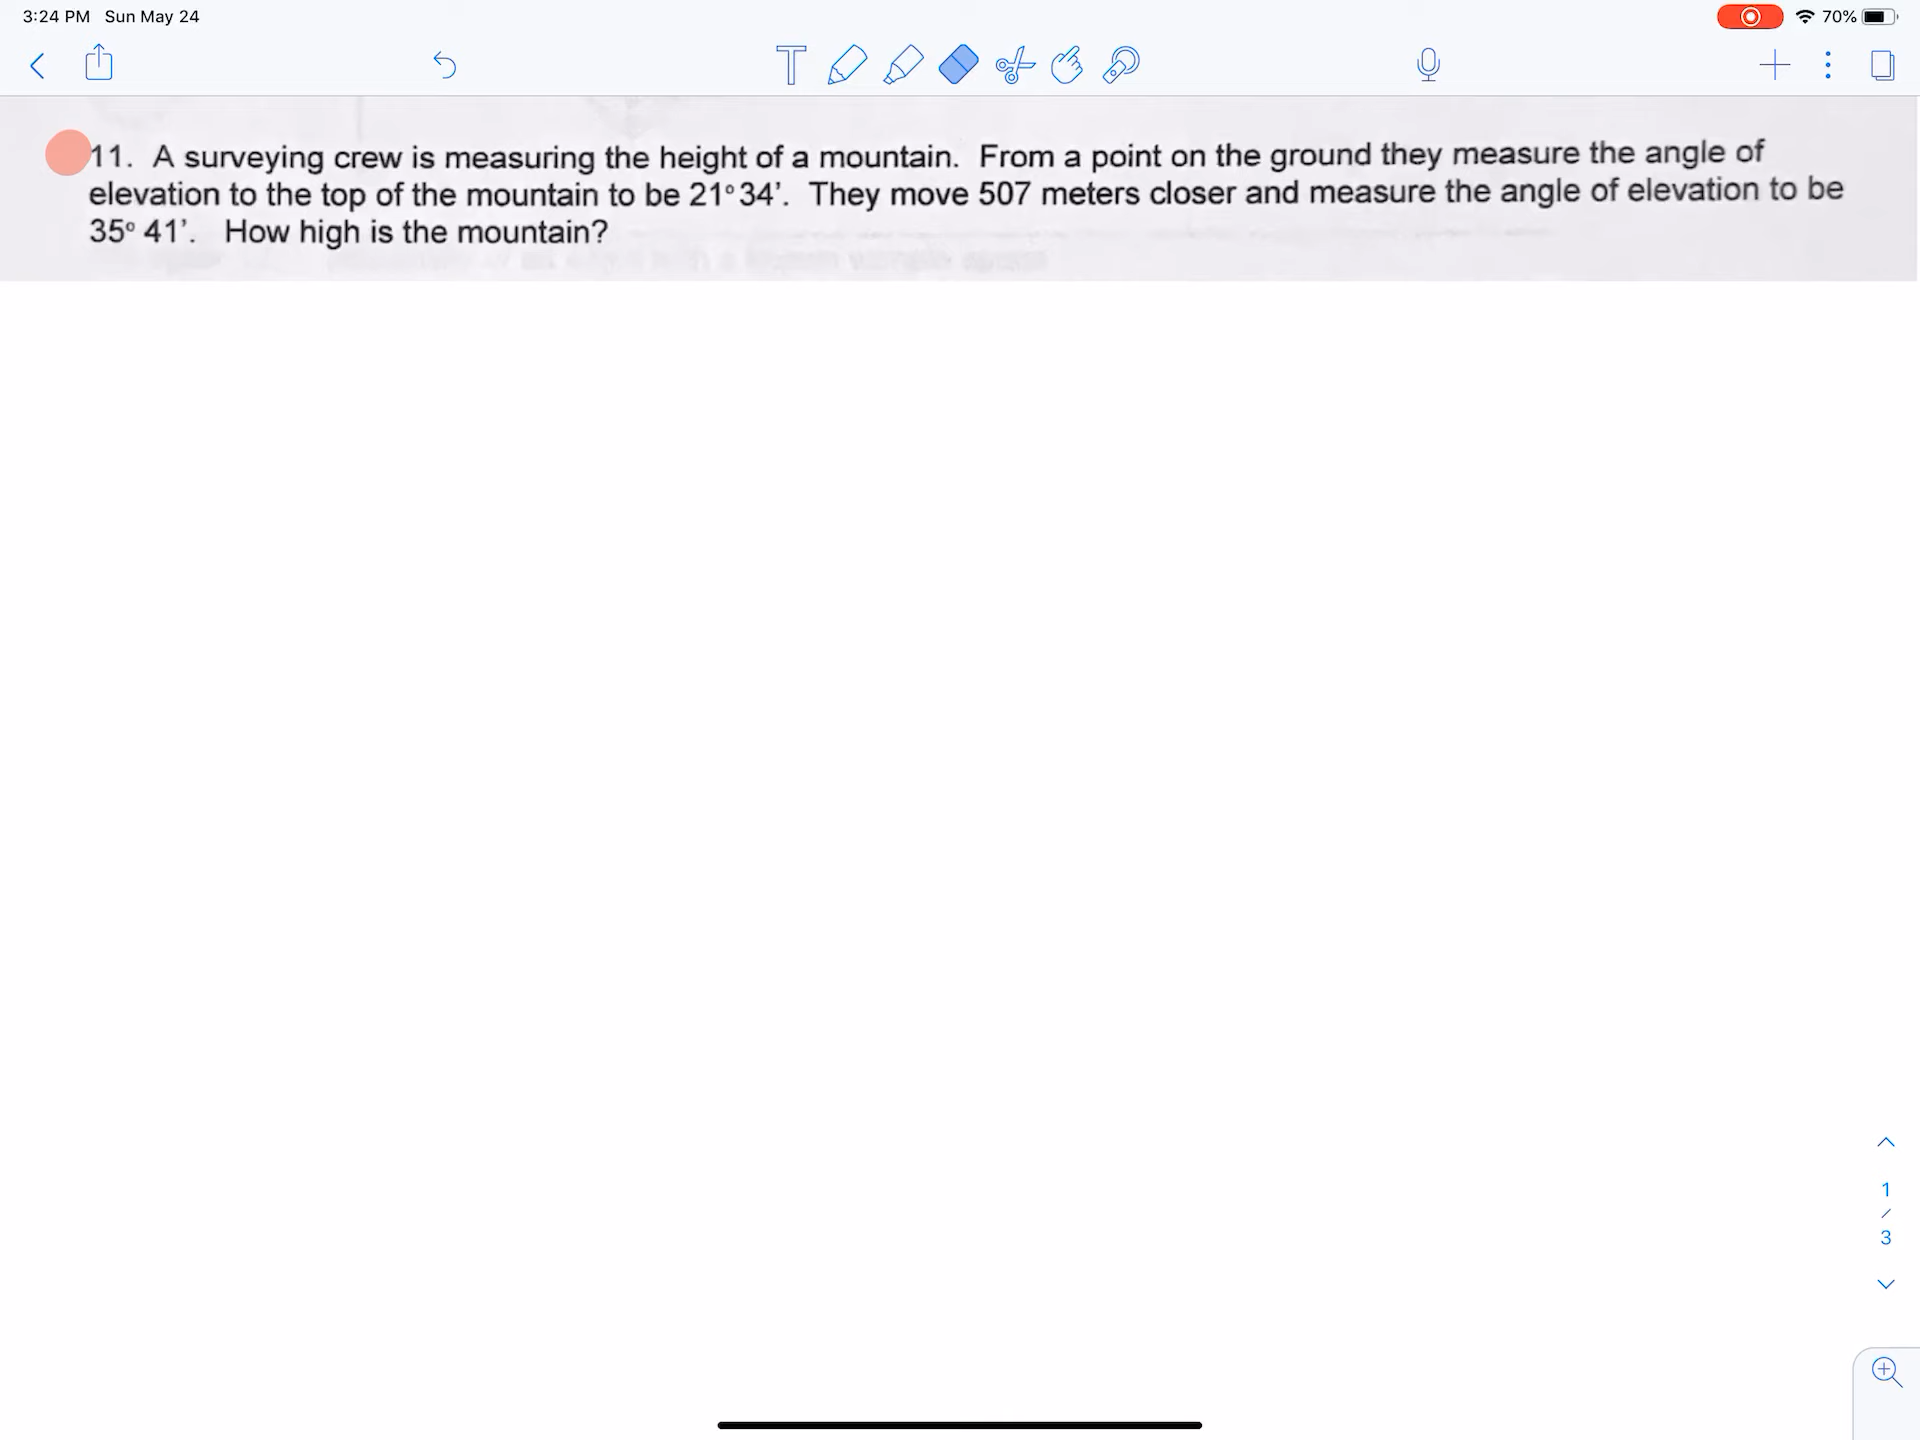 3:24 PM Sun May 24
70%
11. A surveying crew is measuring the height of a mountain. From a point on the ground they measure the angle of
elevation to the top of the mountain to be 21° 34’. They move 507 meters closer and measure the angle of elevation to be
35° 41’. How high is the mountain?
1
/
3